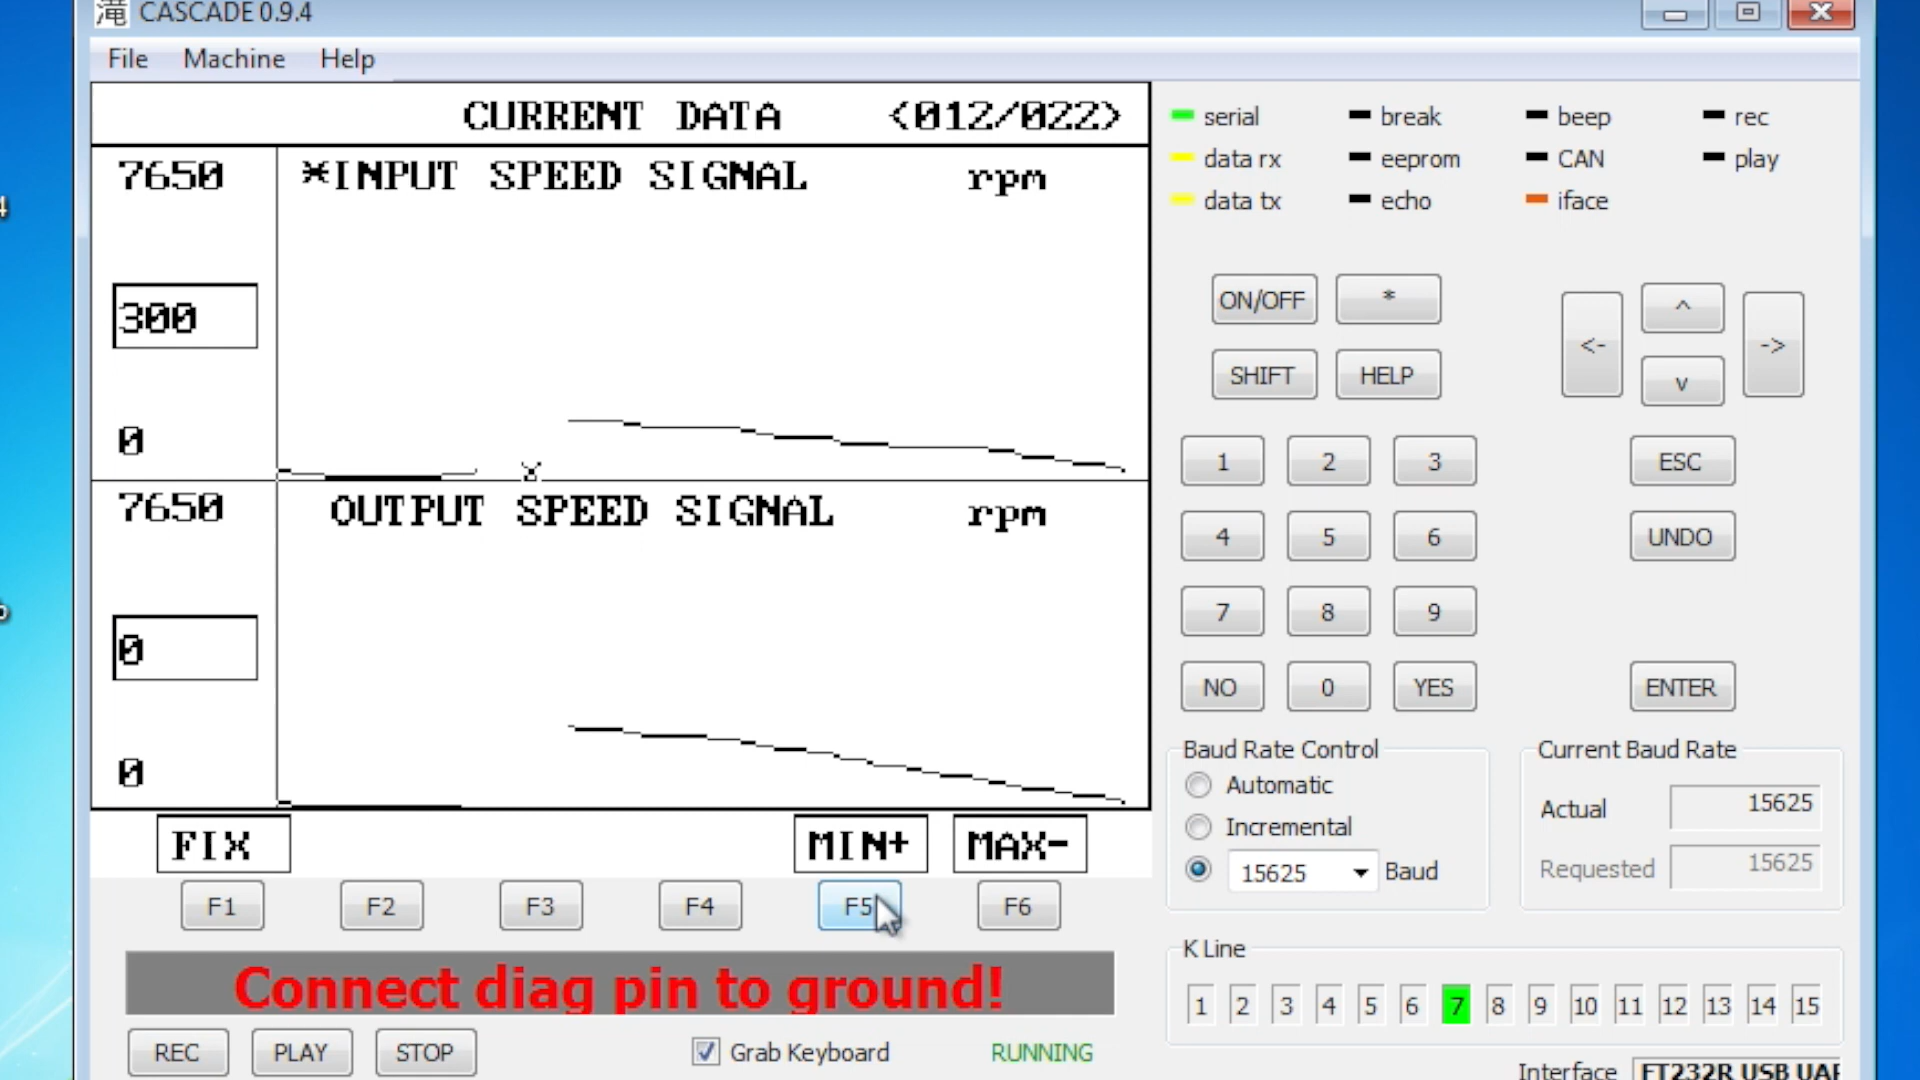 滝 CASCADE 0.9.4
File Machine Help
CURRENT DATA <012/022>
7650 *INPUT SPEED SIGNAL rpm
300
0
7650 OUTPUT SPEED SIGNAL rpm
0
0
FIX MIN+ MAX-
F1 F2 F3 F4 F5 F6
Connect diag pin to ground!
REC PLAY STOP Grab Keyboard RUNNING
serial break beep rec
data rx eeprom CAN play
data tx echo iface
ON/OFF * <- ^ ->
SHIFT HELP v
1 2 3 ESC
4 5 6 UNDO
7 8 9
NO 0 YES ENTER
Baud Rate Control
Automatic
Incremental
15625 Baud
Current Baud Rate
Actual 15625
Requested 15625
K Line
1 2 3 4 5 6 7 8 9 10 11 12 13 14 15
Interface FT232R USB UAR
4